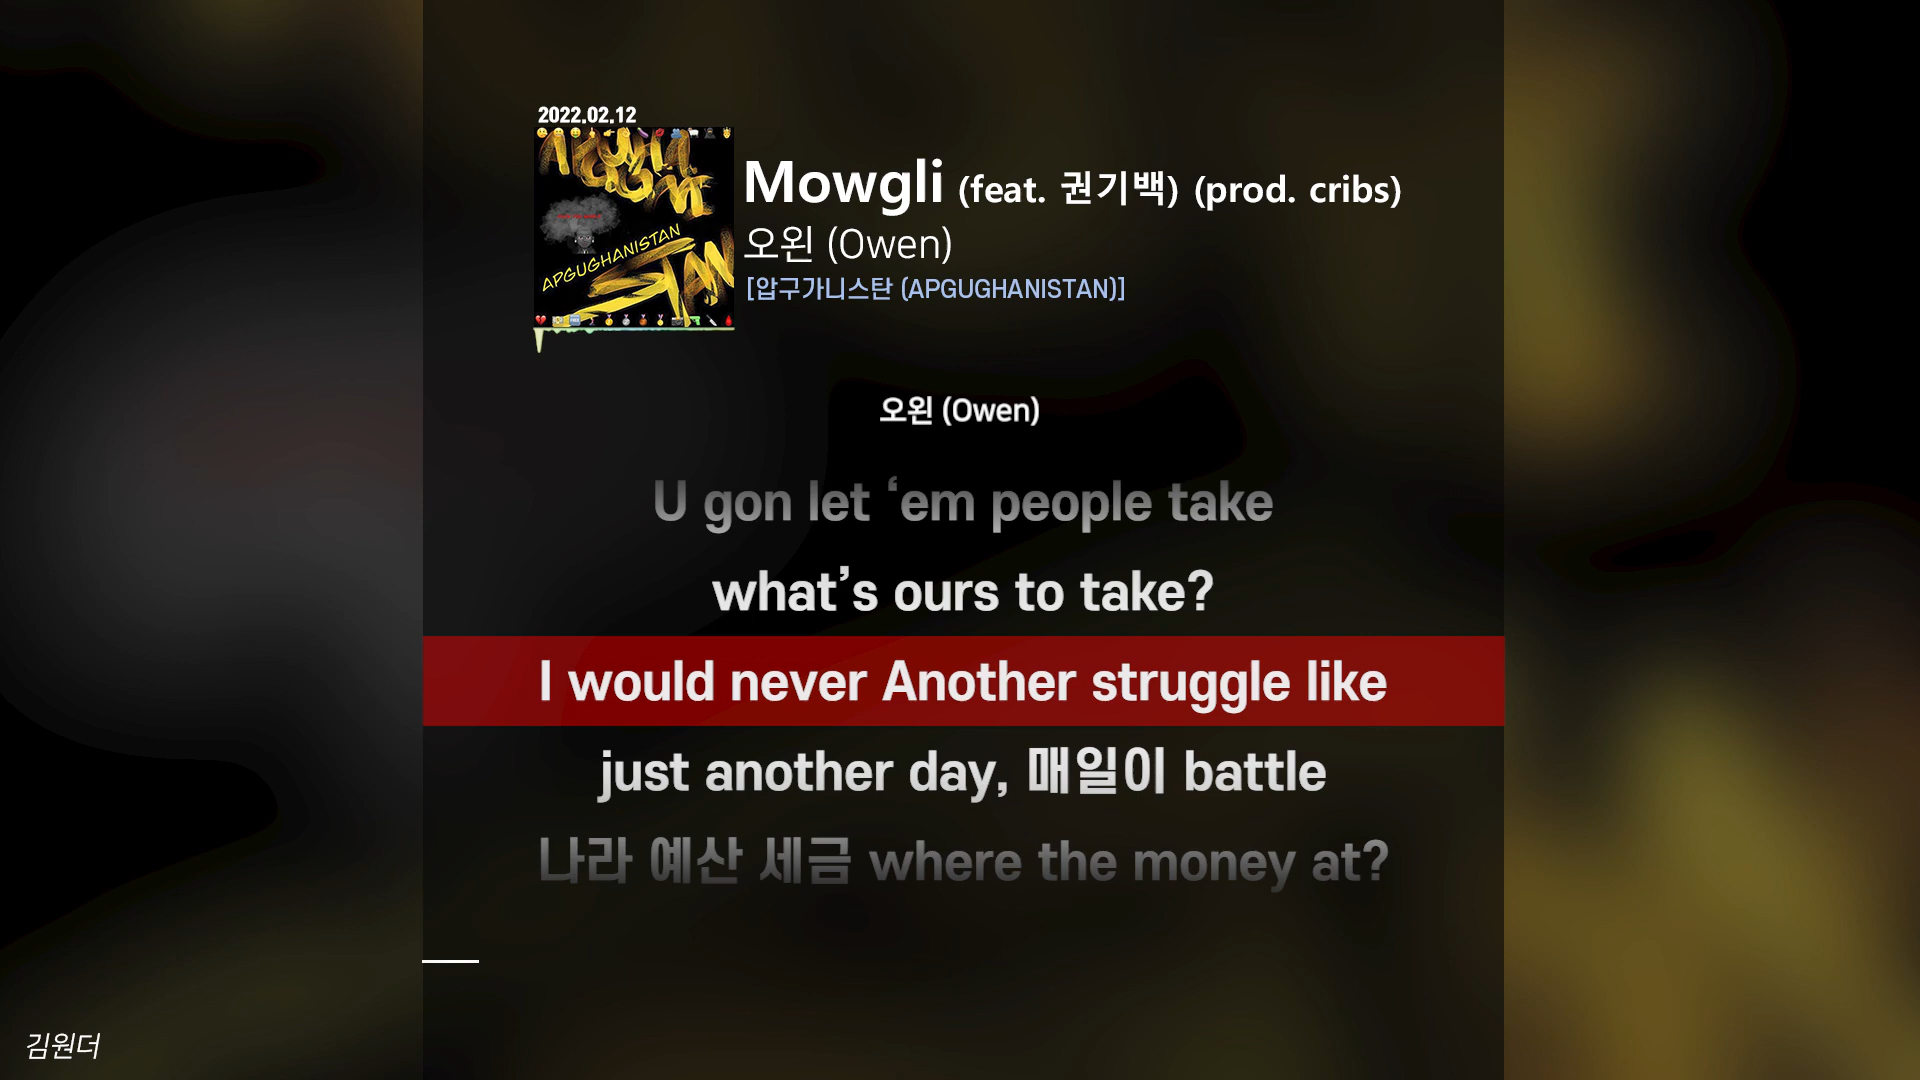 2022.02.12
APGUGHANISTAN
Mowgli (feat. 권기백) (prod. cribs)
오왼 (Owen)
[압구가니스탄 (APGUGHANISTAN)]
오왼 (Owen)
U gon let ‘em people take
what’s ours to take?
I would never Another struggle like
just another day, 매일이 battle
나라 예산 세금 where the money at?
김원더